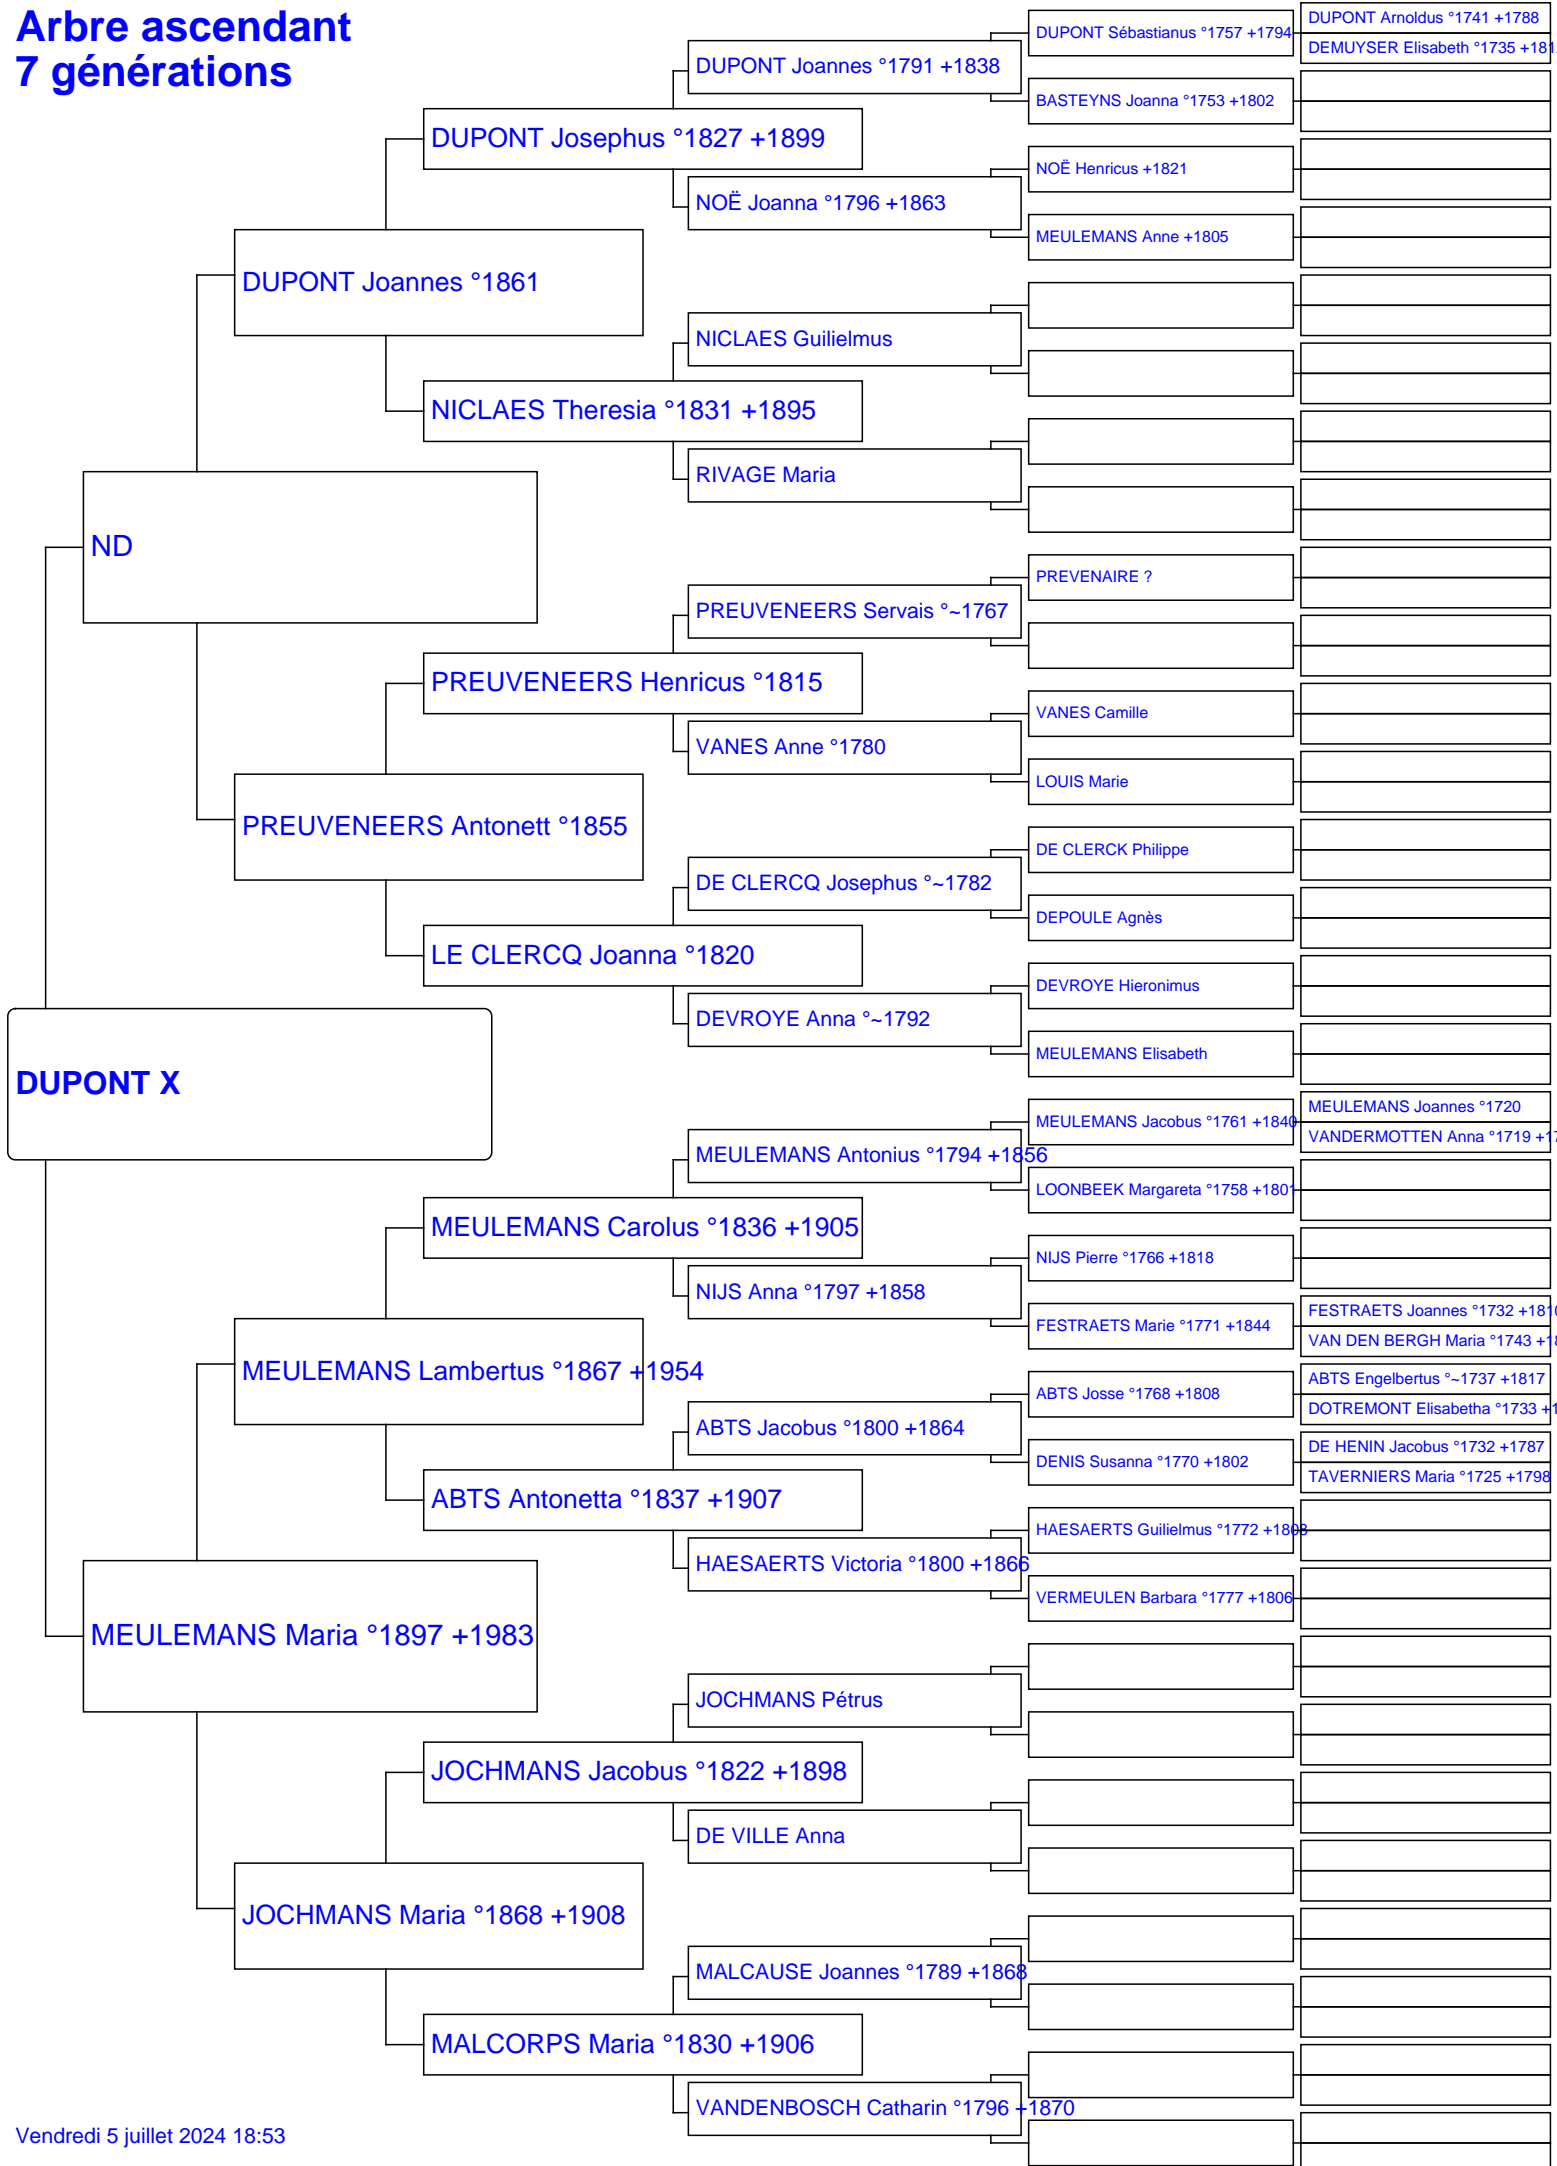 Arbre ascendant
7 générations
DUPONT X
ND
MEULEMANS Maria °1897 +1983
DUPONT Joannes °1861
PREUVENEERS Antonett °1855
MEULEMANS Lambertus °1867 +1954
JOCHMANS Maria °1868 +1908
DUPONT Josephus °1827 +1899
NICLAES Theresia °1831 +1895
PREUVENEERS Henricus °1815
LE CLERCQ Joanna °1820
MEULEMANS Carolus °1836 +1905
ABTS Antonetta °1837 +1907
JOCHMANS Jacobus °1822 +1898
MALCORPS Maria °1830 +1906
DUPONT Joannes °1791 +1838
NOË Joanna °1796 +1863
NICLAES Guilielmus
RIVAGE Maria
PREUVENEERS Servais °~1767
VANES Anne °1780
DE CLERCQ Josephus °~1782
DEVROYE Anna °~1792
MEULEMANS Antonius °1794 +1856
NIJS Anna °1797 +1858
ABTS Jacobus °1800 +1864
HAESAERTS Victoria °1800 +1866
JOCHMANS Pétrus
DE VILLE Anna
MALCAUSE Joannes °1789 +1868
VANDENBOSCH Catharin °1796 +1870
DUPONT Sébastianus °1757 +1794
BASTEYNS Joanna °1753 +1802
NOË Henricus +1821
MEULEMANS Anne +1805
PREVENAIRE ?
VANES Camille
LOUIS Marie
DE CLERCK Philippe
DEPOULE Agnès
DEVROYE Hieronimus
MEULEMANS Elisabeth
MEULEMANS Jacobus °1761 +1840
LOONBEEK Margareta °1758 +1801
NIJS Pierre °1766 +1818
FESTRAETS Marie °1771 +1844
ABTS Josse °1768 +1808
DENIS Susanna °1770 +1802
HAESAERTS Guilielmus °1772 +1808
VERMEULEN Barbara °1777 +1806
DUPONT Arnoldus °1741 +1788
DEMUYSER Elisabeth °1735
MEULEMANS Joannes °1720
VANDERMOTTEN Anna °1719
FESTRAETS Joannes °1732 +1810
VAN DEN BERGH Maria °1743
ABTS Engelbertus °~1737 +1817
DOTREMONT Elisabetha °1733
DE HENIN Jacobus °1732 +1787
TAVERNIERS Maria °1725 +1798
Vendredi 5 juillet 2024 18:53